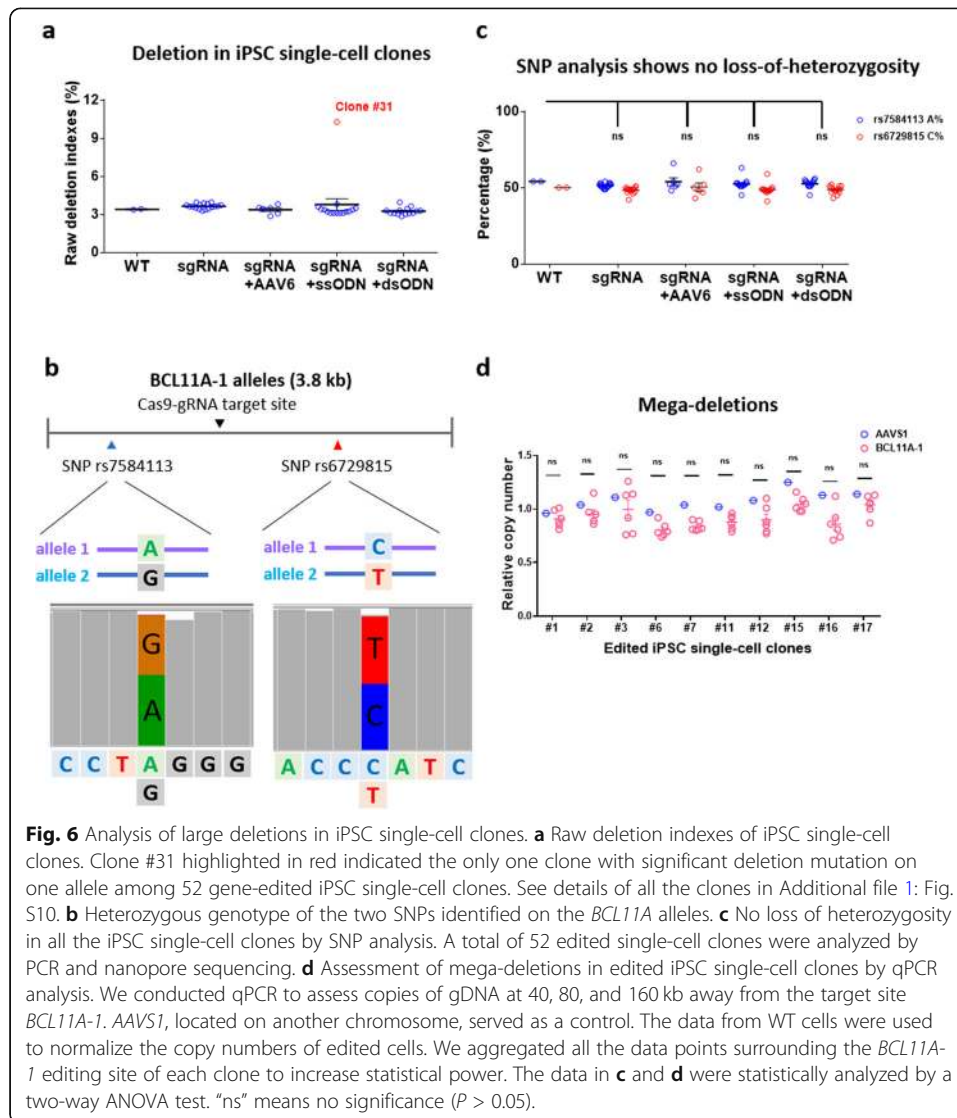 a
Deletion in iPSC single-cell clones
Raw deletion indexes (%)
12
9
6
3
0
Clone #31
WT
sgRNA
sgRNA
+AAV6
sgRNA
+ssODN
sgRNA
+dsODN
c
SNP analysis shows no loss-of-heterozygosity
Percentage (%)
100
50
0
ns
ns
ns
ns
rs7584113 A%
rs6729815 C%
WT
sgRNA
sgRNA
+AAV6
sgRNA
+ssODN
sgRNA
+dsODN
b
BCL11A-1 alleles (3.8 kb)
Cas9-gRNA target site
SNP rs7584113
SNP rs6729815
allele 1 A
allele 2 G
allele 1 C
allele 2 T
G
A
T
C
C C T A G G G
G
A C C C A T C
T
d
Mega-deletions
AAVS1
BCL11A-1
Relative copy number
1.5
1.0
0.5
0.0
ns ns ns ns ns ns ns ns ns ns
#1 #2 #3 #6 #7 #11 #12 #15 #16 #17
Edited iPSC single-cell clones
Fig. 6 Analysis of large deletions in iPSC single-cell clones. a Raw deletion indexes of iPSC single-cell
clones. Clone #31 highlighted in red indicated the only one clone with significant deletion mutation on
one allele among 52 gene-edited iPSC single-cell clones. See details of all the clones in Additional file 1: Fig.
S10. b Heterozygous genotype of the two SNPs identified on the BCL11A alleles. c No loss of heterozygosity
in all the iPSC single-cell clones by SNP analysis. A total of 52 edited single-cell clones were analyzed by
PCR and nanopore sequencing. d Assessment of mega-deletions in edited iPSC single-cell clones by qPCR
analysis. We conducted qPCR to assess copies of gDNA at 40, 80, and 160 kb away from the target site
BCL11A-1. AAVS1, located on another chromosome, served as a control. The data from WT cells were used
to normalize the copy numbers of edited cells. We aggregated all the data points surrounding the BCL11A-
1 editing site of each clone to increase statistical power. The data in c and d were statistically analyzed by a
two-way ANOVA test. “ns” means no significance (P > 0.05).